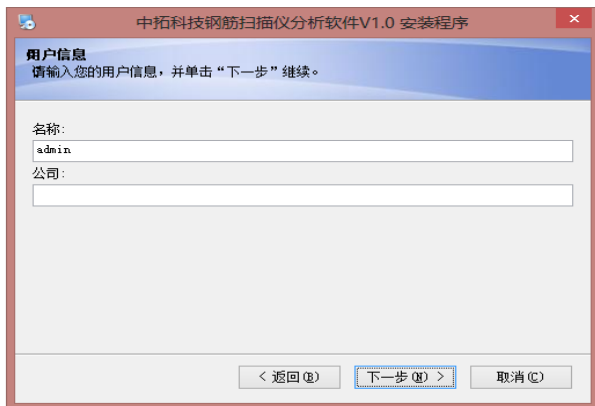 中拓科技钢筋扫描仪分析软件V1.0 安装程序
用户信息
请输入您的用户信息，并单击“下一步”继续。
名称:
admin
公司:
< 返回(B)
下一步(N) >
取消(C)